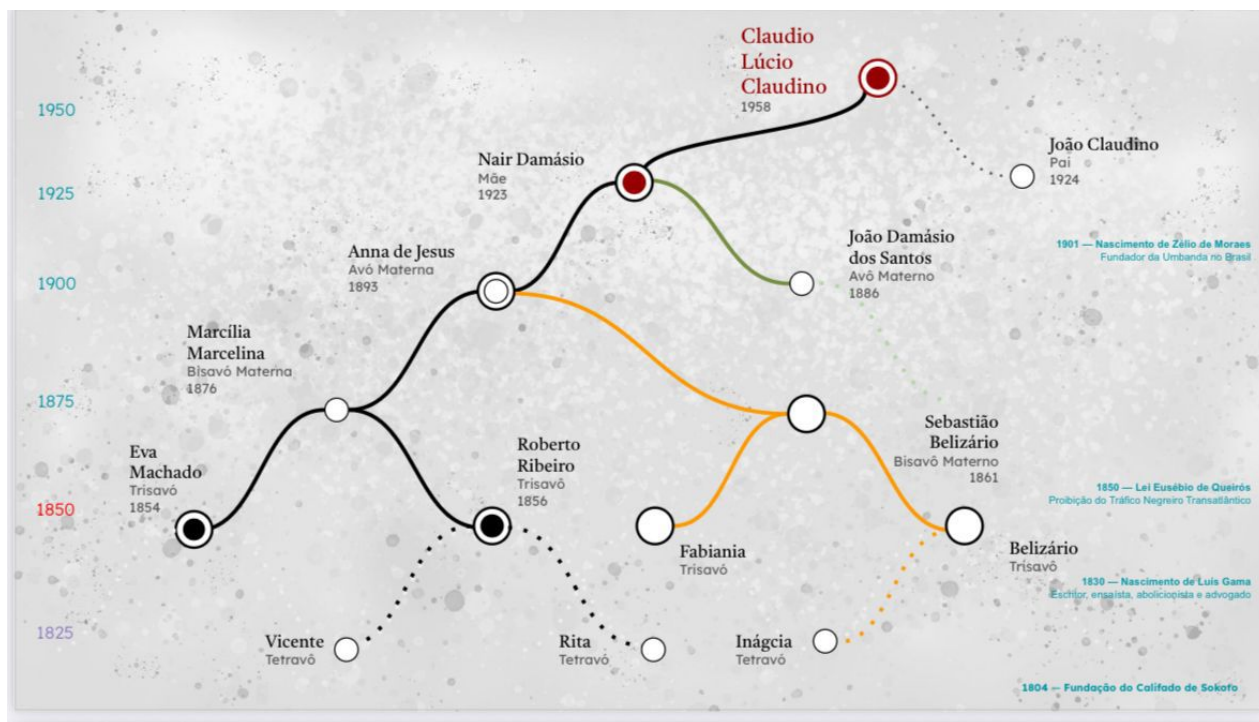 Claudio
Lúcio
Claudino
1958
1950
João Claudino
Pai
1924
Nair Damásio
Mãe
1923
1925
Anna de Jesus
Avó Materna
1893
João Damásio
dos Santos
Avô Materno
1886
1901 — Nascimento de Zélio de Moraes
Fundador da Umbanda no Brasil
1900
Marcília
Marcelina
Bisavó Materna
1876
1875
Sebastião
Belizário
Bisavô Materno
1861
Eva
Machado
Trisavó
1854
Roberto
Ribeiro
Trisavô
1856
1850 — Lei Eusébio de Queirós
Proibição do Tráfico Negreiro Transatlântico
1850
Fabiania
Trisavó
Belizário
Trisavô
1830 — Nascimento de Luís Gama
Escritor, ensaísta, abolicionista e advogado
1825
Vicente
Tetravô
Rita
Tetravó
Inágcia
Tetravó
1804 — Fundação do Califado de Sokoto